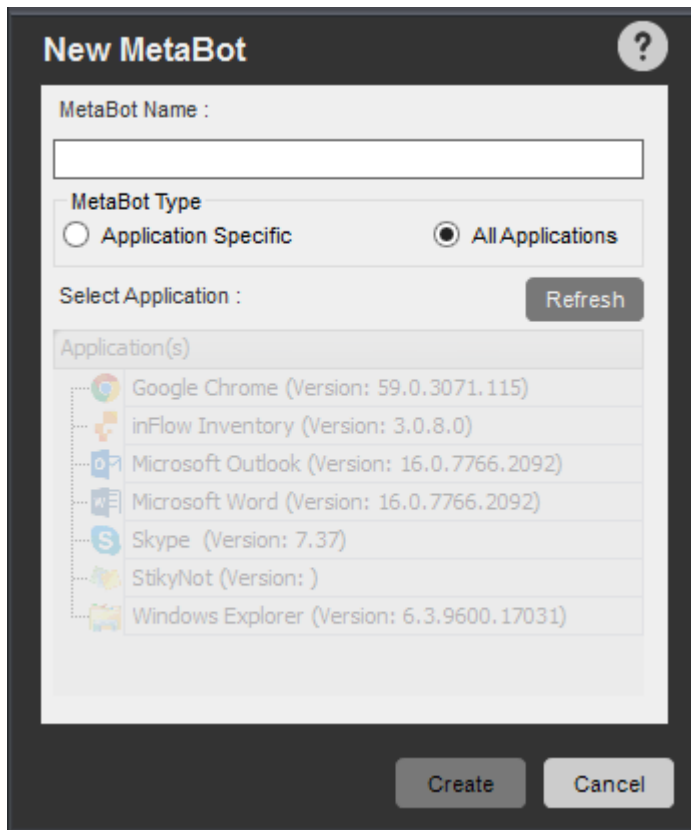 New MetaBot
?
MetaBot Name :
MetaBot Type
Application Specific
All Applications
Select Application :
Refresh
Application(s)
Google Chrome (Version: 59.0.3071.115)
inFlow Inventory (Version: 3.0.8.0)
Microsoft Outlook (Version: 16.0.7766.2092)
Microsoft Word (Version: 16.0.7766.2092)
Skype  (Version: 7.37)
StikyNot (Version: )
Windows Explorer (Version: 6.3.9600.17031)
Create
Cancel